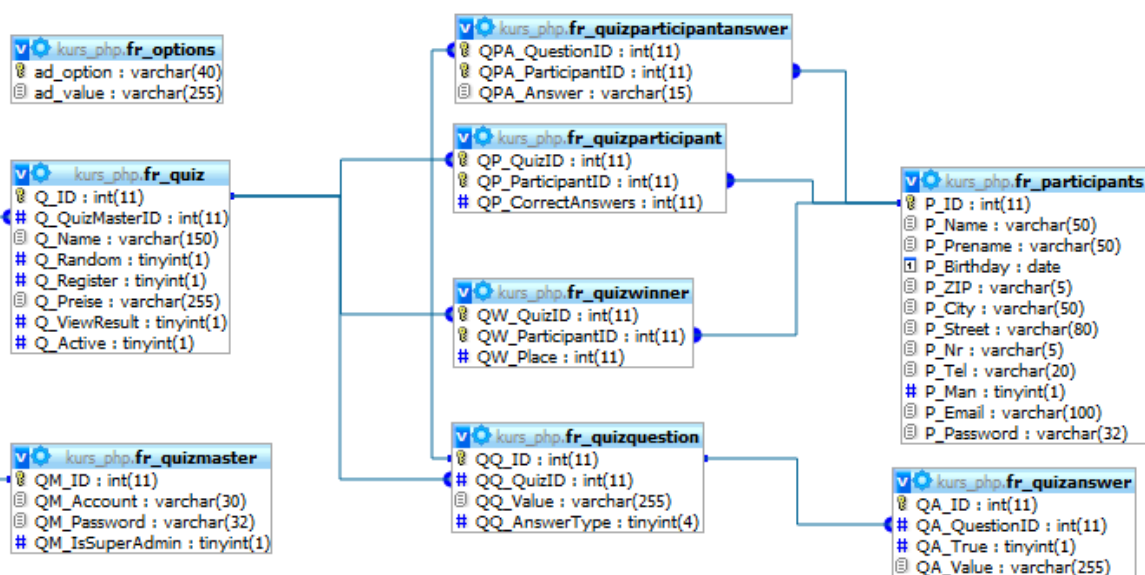 kurs_php.fr_options
ad_option : varchar(40)
ad_value : varchar(255)
kurs_php.fr_quiz
Q_ID : int(11)
Q_QuizMasterID : int(11)
Q_Name : varchar(150)
Q_Random : tinyint(1)
Q_Register : tinyint(1)
Q_Preise : varchar(255)
Q_ViewResult : tinyint(1)
Q_Active : tinyint(1)
kurs_php.fr_quizmaster
QM_ID : int(11)
QM_Account : varchar(30)
QM_Password : varchar(32)
QM_IsSuperAdmin : tinyint(1)
kurs_php.fr_quizparticipantanswer
QPA_QuestionID : int(11)
QPA_ParticipantID : int(11)
QPA_Answer : varchar(15)
kurs_php.fr_quizparticipant
QP_QuizID : int(11)
QP_ParticipantID : int(11)
QP_CorrectAnswers : int(11)
kurs_php.fr_quizwinner
QW_QuizID : int(11)
QW_ParticipantID : int(11)
QW_Place : int(11)
kurs_php.fr_quizquestion
QQ_ID : int(11)
QQ_QuizID : int(11)
QQ_Value : varchar(255)
QQ_AnswerType : tinyint(4)
kurs_php.fr_participants
P_ID : int(11)
P_Name : varchar(50)
P_Prename : varchar(50)
P_Birthday : date
P_ZIP : varchar(5)
P_City : varchar(50)
P_Street : varchar(80)
P_Nr : varchar(5)
P_Tel : varchar(20)
P_Man : tinyint(1)
P_Email : varchar(100)
P_Password : varchar(32)
kurs_php.fr_quizanswer
QA_ID : int(11)
QA_QuestionID : int(11)
QA_True : tinyint(1)
QA_Value : varchar(255)